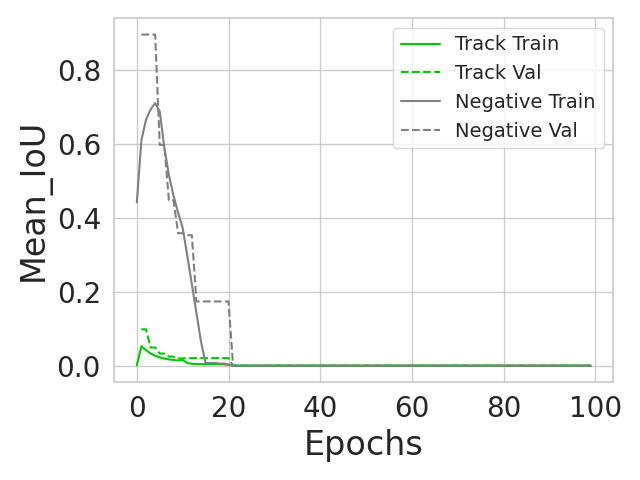 Track Train
Track Val
Negative Train
Negative Val
Mean_IoU
0.8
0.6
0.4
0.2
0.0
0 20 40 60 80 100
Epochs